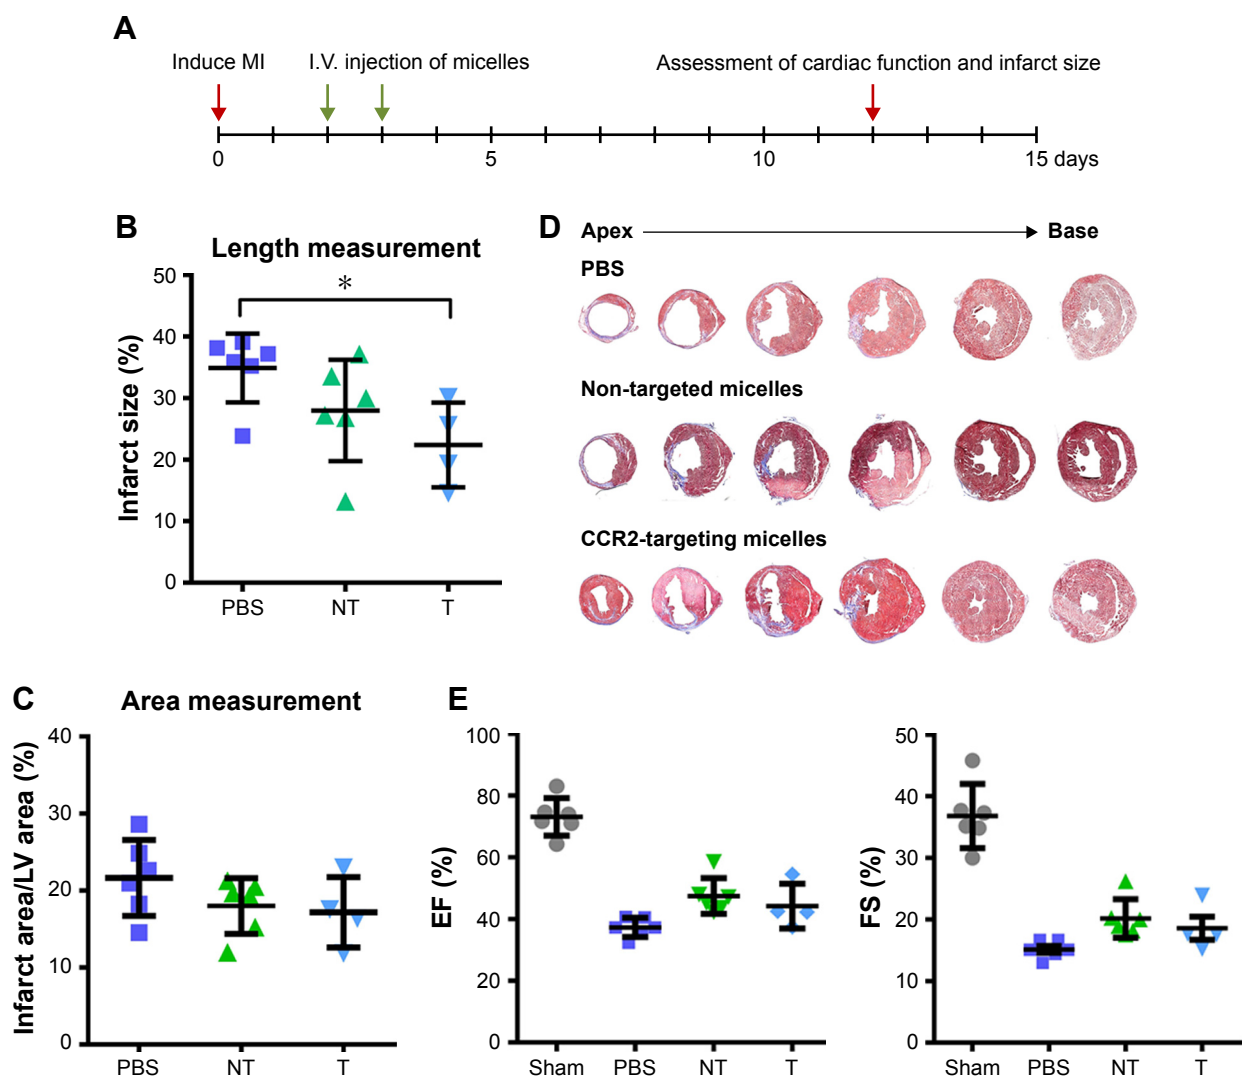 A
Induce MI
I.V. injection of micelles
Assessment of cardiac function and infarct size
0 5 10 15 days
B
Length measurement
Infarct size (%)
50
40
30
20
10
0
*
PBS NT T
D
Apex Base
PBS
Non-targeted micelles
CCR2-targeting micelles
C
Area measurement
Infarct area/LV area (%)
40
30
20
10
0
PBS NT T
E
EF (%)
100
80
60
40
20
0
Sham PBS NT T
FS (%)
50
40
30
20
10
0
Sham PBS NT T